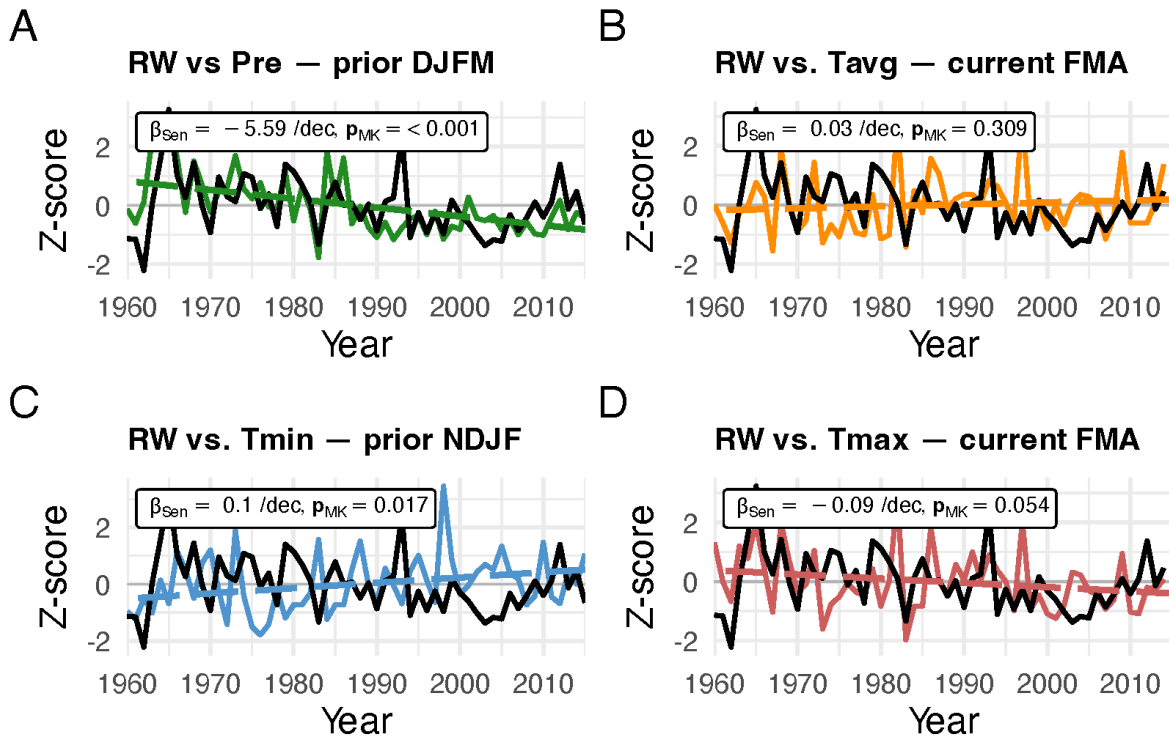 A
RW vs Pre — prior DJFM
βSen = −5.59 /dec, pMK = < 0.001
Z-score
2
0
-2
1960 1970 1980 1990 2000 2010
Year
B
RW vs. Tavg — current FMA
βSen = 0.03 /dec, pMK = 0.309
Z-score
2
0
-2
1960 1970 1980 1990 2000 2010
Year
C
RW vs. Tmin — prior NDJF
βSen = 0.1 /dec, pMK = 0.017
Z-score
2
0
-2
1960 1970 1980 1990 2000 2010
Year
D
RW vs. Tmax — current FMA
βSen = −0.09 /dec, pMK = 0.054
Z-score
2
0
-2
1960 1970 1980 1990 2000 2010
Year